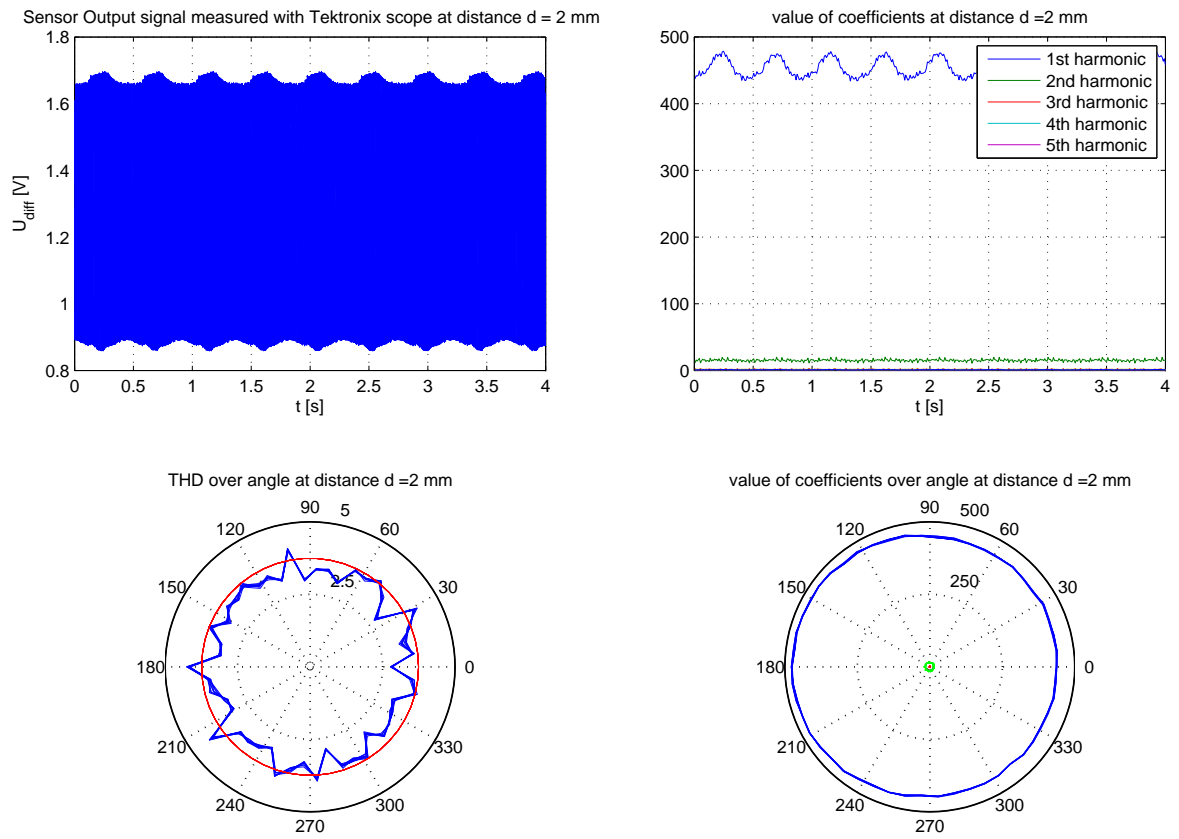 Sensor Output signal measured with Tektronix scope at distance d = 2 mm
1.8
1.6
1.4
1.2
1
0.8
U_diff [V]
0 0.5 1 1.5 2 2.5 3 3.5 4
t [s]
value of coefficients at distance d =2 mm
500
400
300
200
100
0
1st harmonic
2nd harmonic
3rd harmonic
4th harmonic
5th harmonic
0 0.5 1 1.5 2 2.5 3 3.5 4
t [s]
THD over angle at distance d =2 mm
90 5
120 60
150 2.5 30
180 0
210 330
240 300
270
value of coefficients over angle at distance d =2 mm
90 500
120 60
150 250 30
180 0
210 330
240 300
270